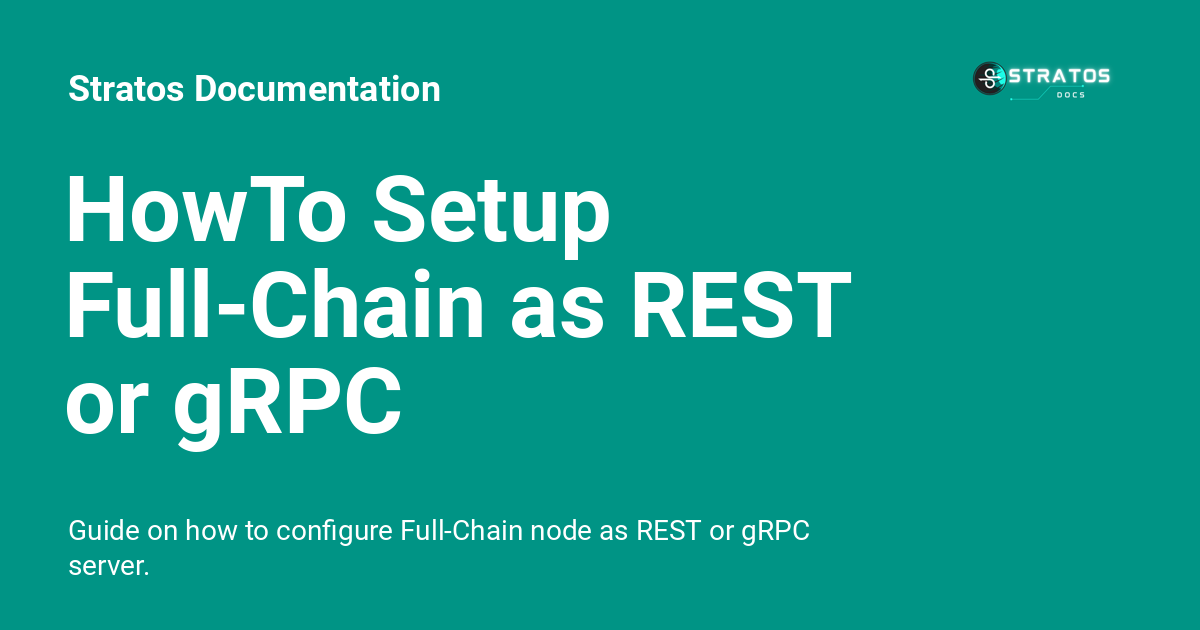 Stratos Documentation
STRATOS
DOCS
HowTo Setup
Full-Chain as REST
or gRPC
Guide on how to configure Full-Chain node as REST or gRPC
server.